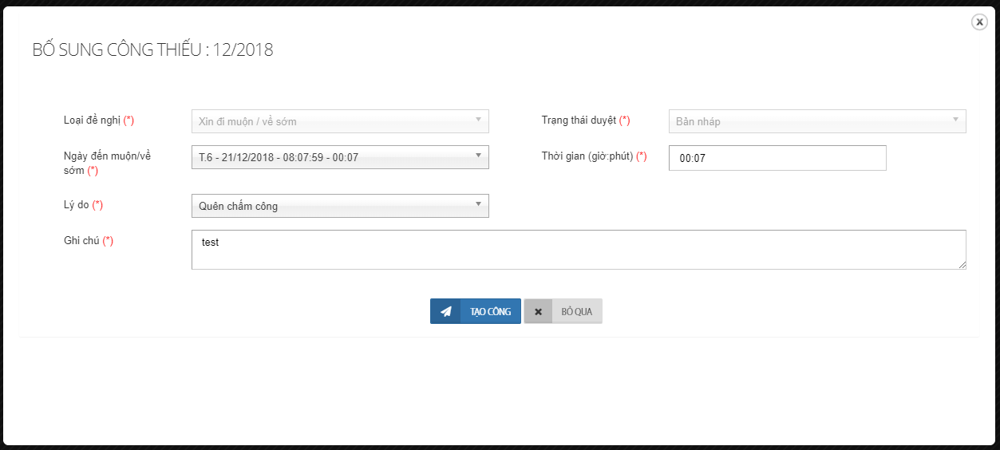 BỔ SUNG CÔNG THIẾU : 12/2018
Loại đề nghị (*)
Xin đi muộn / về sớm
Trạng thái duyệt (*)
Bản nháp
Ngày đến muộn/về
sớm (*)
T.6 - 21/12/2018 - 08:07:59 - 00:07
Thời gian (giờ:phút) (*)
00:07
Lý do (*)
Quên chấm công
Ghi chú (*)
test
TẠO CÔNG
BỎ QUA